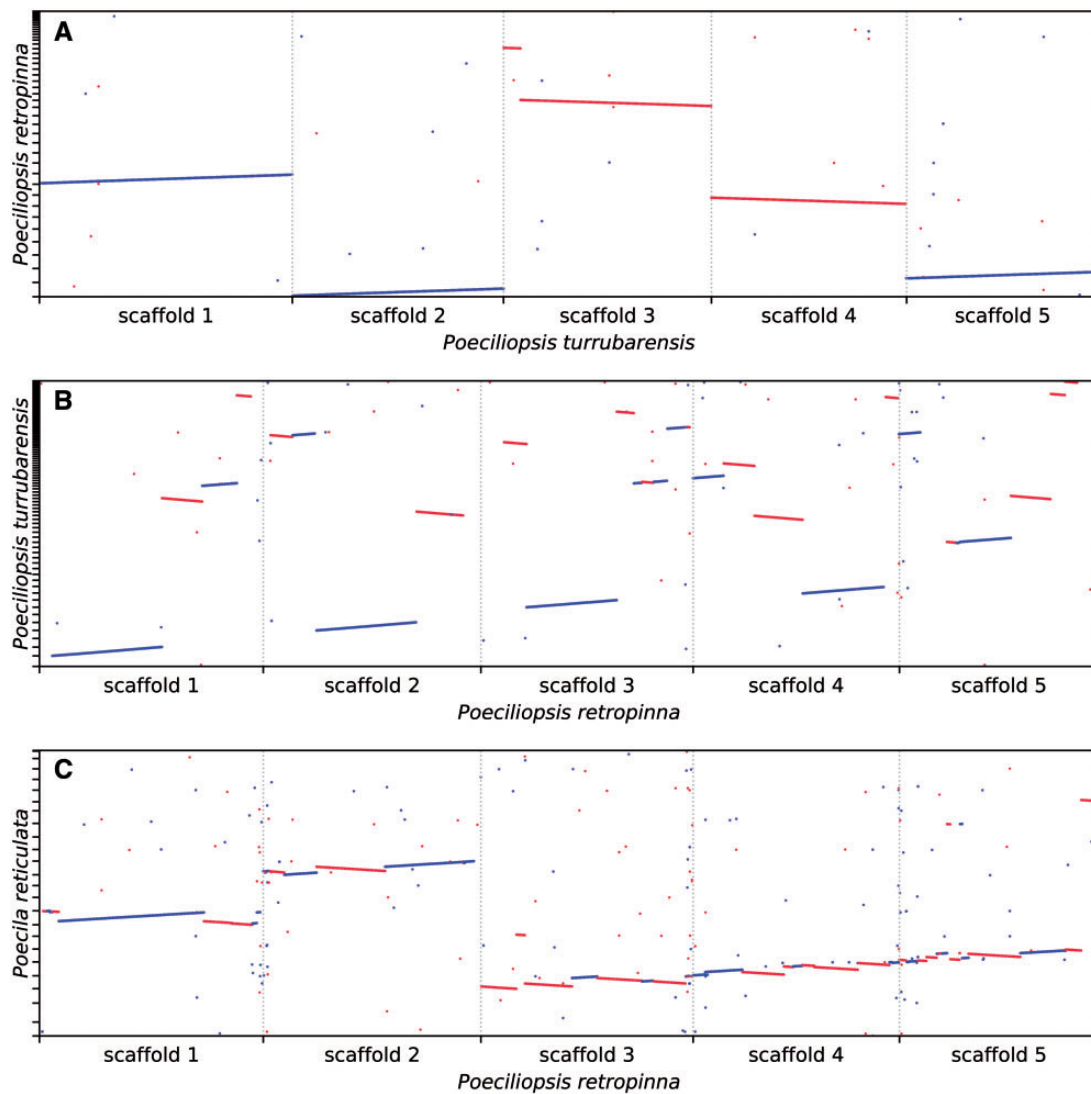 A
Poeciliopsis retropinna
scaffold 1 scaffold 2 scaffold 3 scaffold 4 scaffold 5
Poeciliopsis turrubarensis
B
Poeciliopsis turrubarensis
scaffold 1 scaffold 2 scaffold 3 scaffold 4 scaffold 5
Poeciliopsis retropinna
C
Poecila reticulata
scaffold 1 scaffold 2 scaffold 3 scaffold 4 scaffold 5
Poeciliopsis retropinna